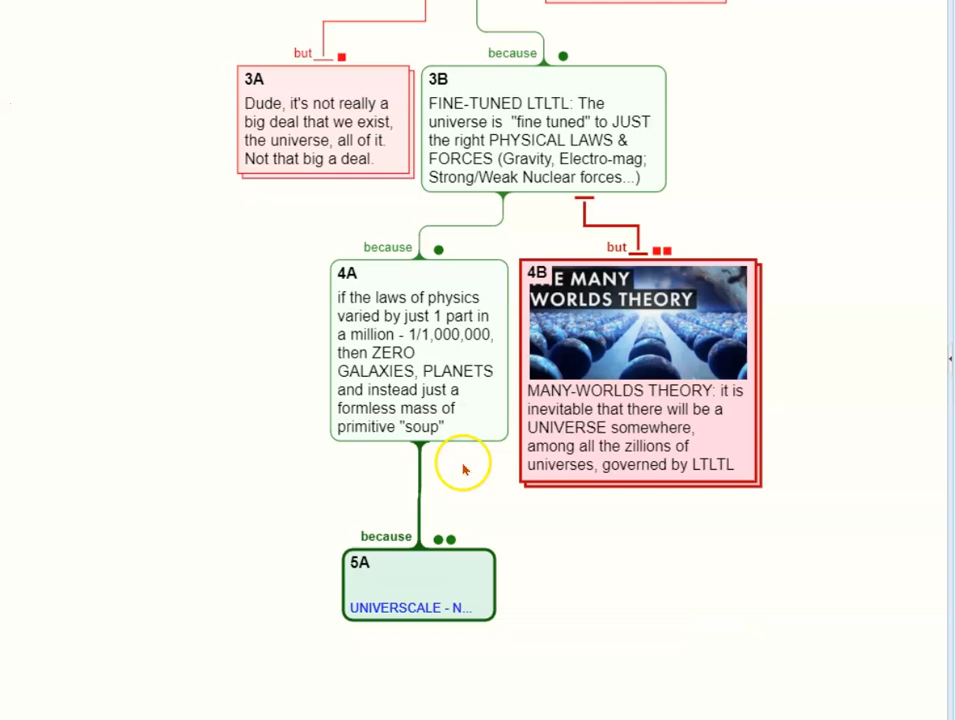 but
because
3A
Dude, it's not really a
big deal that we exist,
the universe, all of it.
Not that big a deal.
3B
FINE-TUNED LTLTL: The
universe is "fine tuned" to JUST
the right PHYSICAL LAWS &
FORCES (Gravity, Electro-mag;
Strong/Weak Nuclear forces...)
because
but
4A
if the laws of physics
varied by just 1 part in
a million - 1/1,000,000,
then ZERO
GALAXIES, PLANETS
and instead just a
formless mass of
primitive "soup"
4B
E MANY
WORLDS THEORY
MANY-WORLDS THEORY: it is
inevitable that there will be a
UNIVERSE somewhere,
among all the zillions of
universes, governed by LTLTL
because
5A
UNIVERSCALE - N...